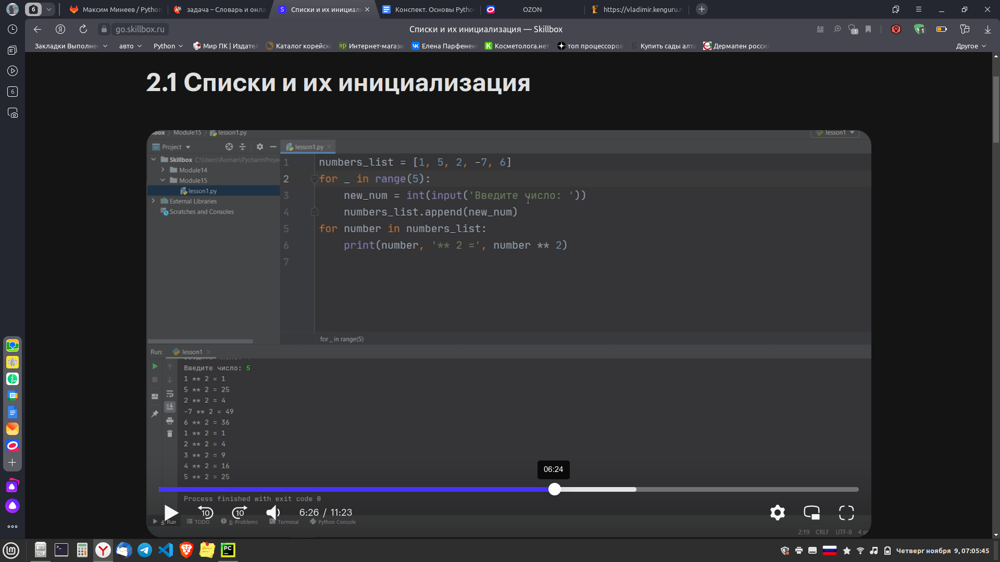 6
Максим Минеев / Python
задача – Словарь и онла
Списки и их инициали
Конспект. Основы Pytho
OZON
https://vladimir.kenguru.r
go.skillbox.ru
Списки и их инициализация — Skillbox
1
1
Закладки Выполне
авто
Python
Мир ПК | Издател
Каталог корейск
Интернет-магази
Елена Парфенен
Косметолога.нет
топ процессоров
Купить сады алта
Дермапен росси
Другое
6
2.1 Списки и их инициализация
Module15
lesson1.py
lesson1
Project
lesson1.py
Skillbox C:\Users\Roman\PycharmProje
Module14
Module15
lesson1.py
External Libraries
Scratches and Consoles
1 numbers_list = [1, 5, 2, -7, 6]
2 for _ in range(5):
3 new_num = int(input('Введите число: '))
4 numbers_list.append(new_num)
5 for number in numbers_list:
6 print(number, '** 2 =', number ** 2)
7
for _ in range(5)
Run: lesson1
Введите число: 5
1 ** 2 = 1
5 ** 2 = 25
2 ** 2 = 4
-7 ** 2 = 49
6 ** 2 = 36
1 ** 2 = 1
2 ** 2 = 4
3 ** 2 = 9
4 ** 2 = 16
5 ** 2 = 25
06:24
Process finished with exit code 0
10
10
6:26 / 11:23
4: Run
TODO
6: Problems
Terminal
Python Console
2:19 CRLF UTF-8
31
PC
Четверг ноября 9, 07:05:45